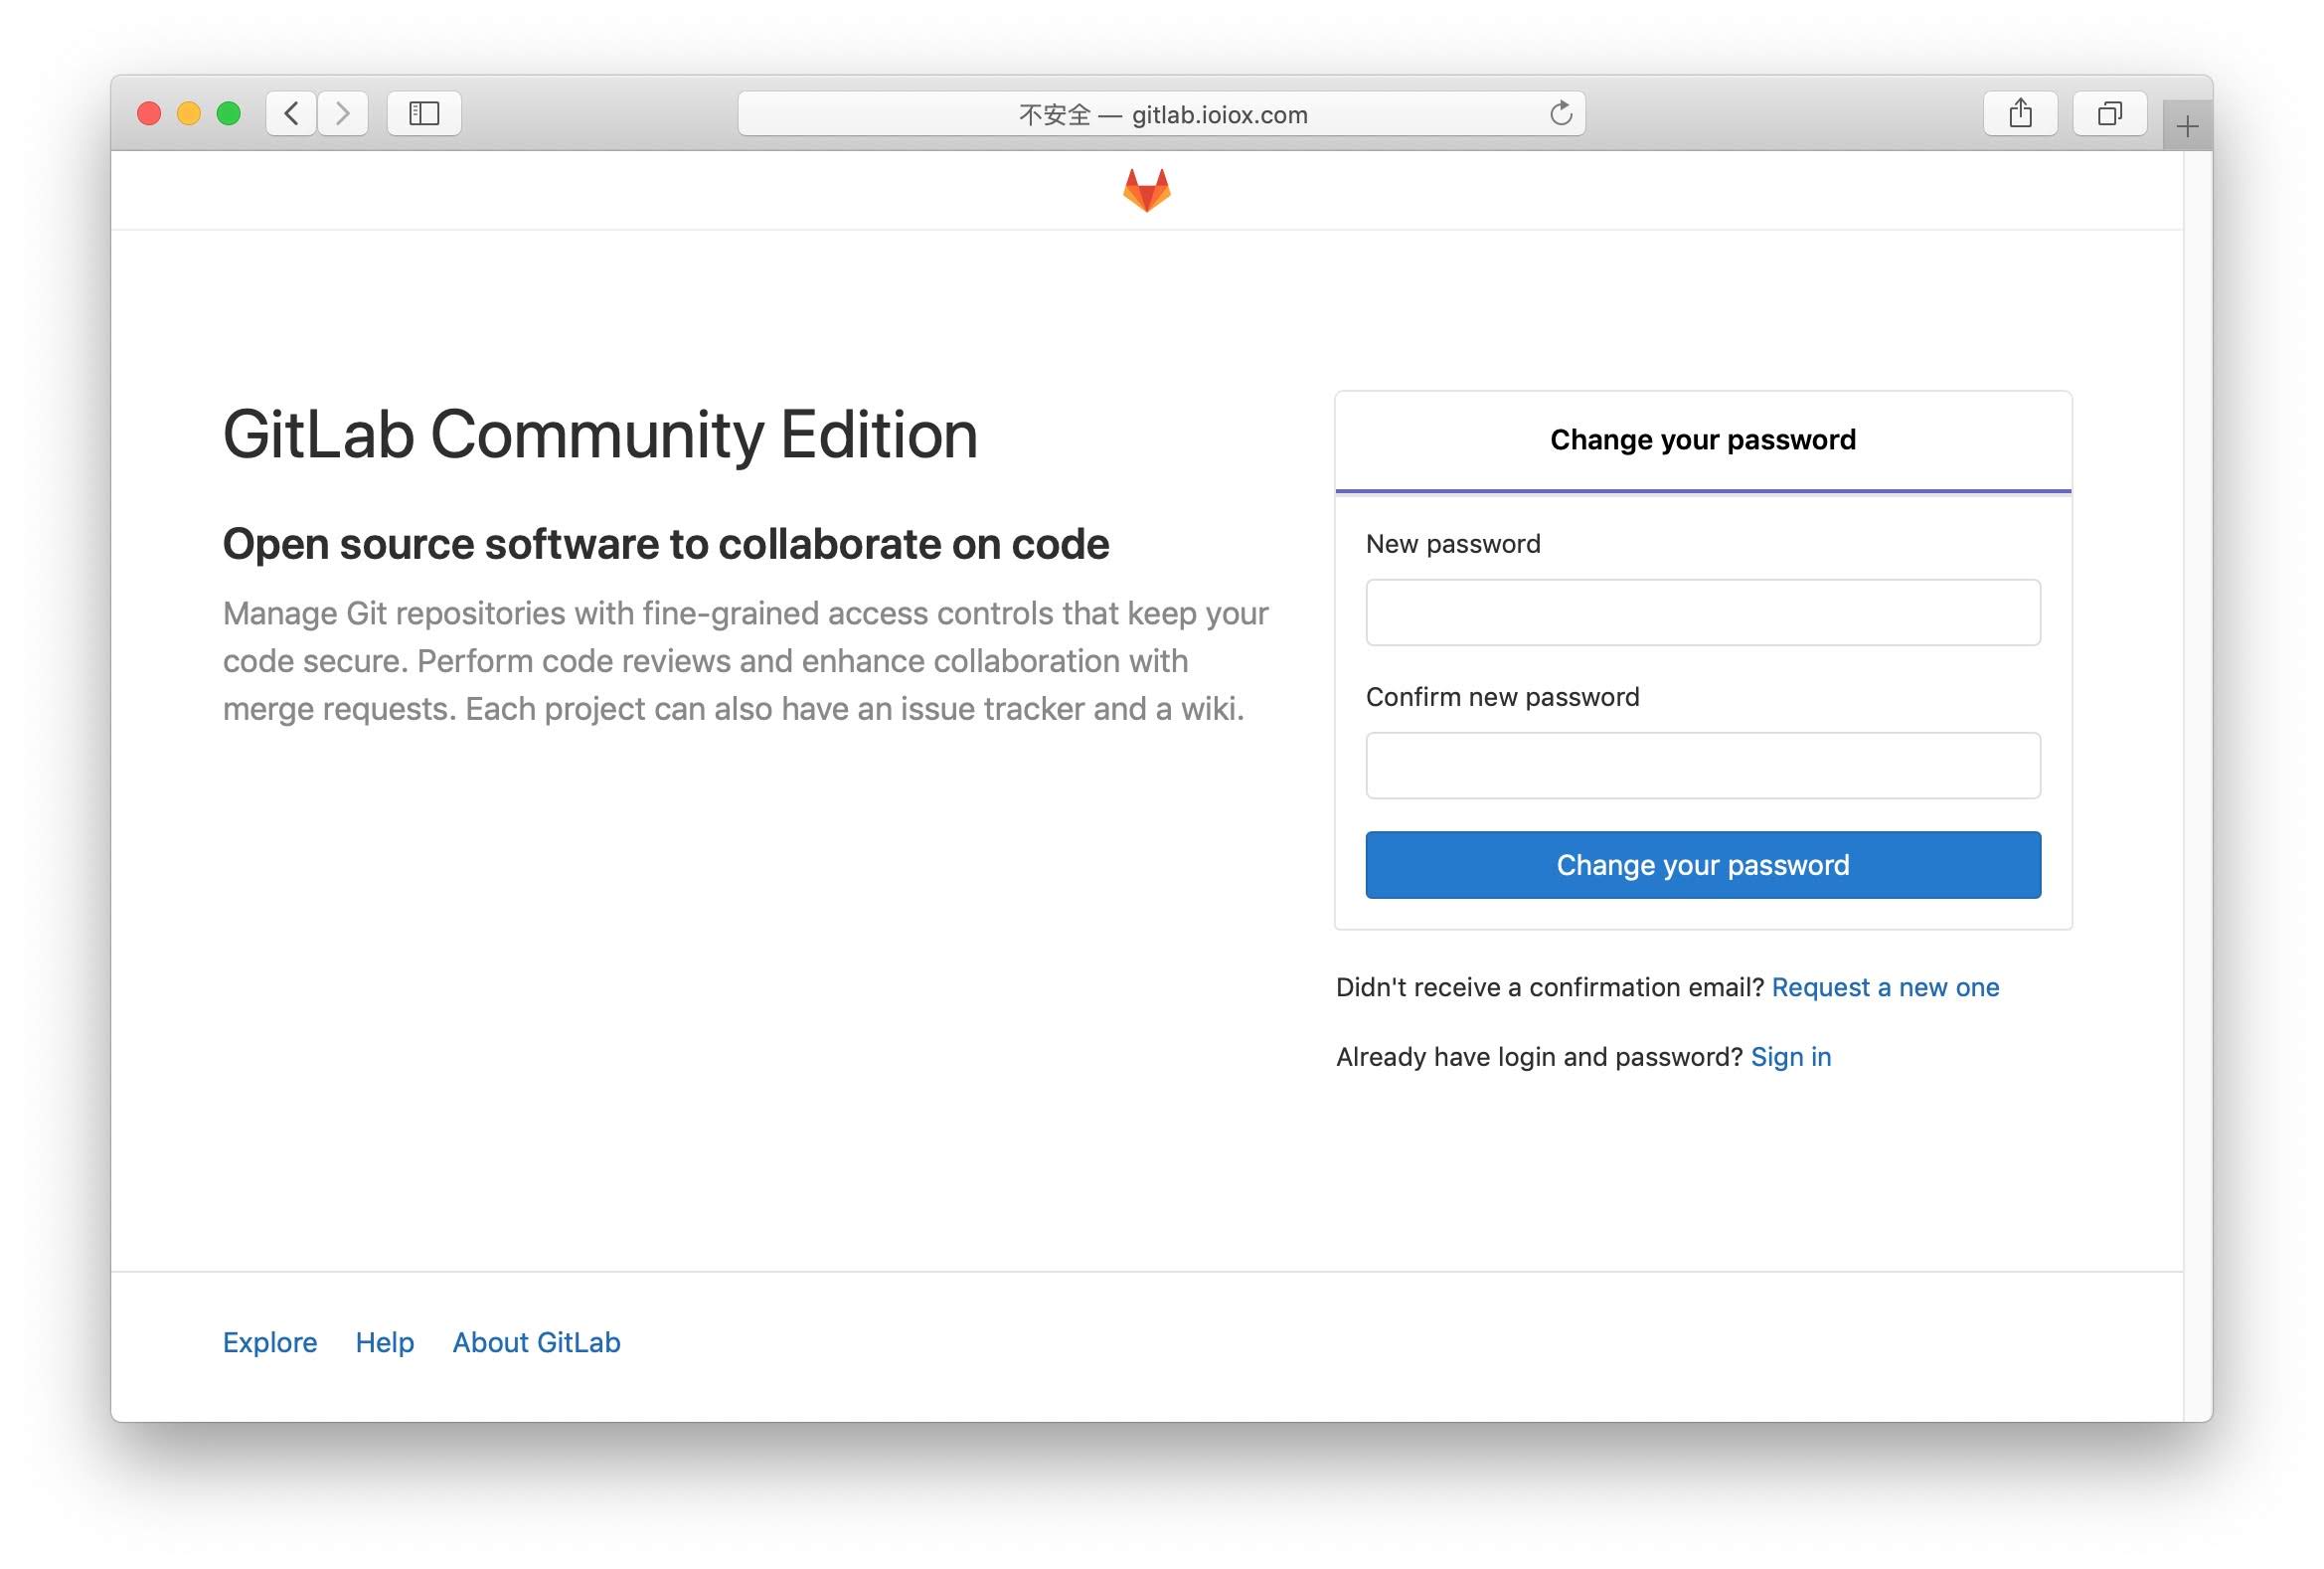 不安全 — gitlab.ioiox.com
GitLab Community Edition
Open source software to collaborate on code
Manage Git repositories with fine-grained access controls that keep your
code secure. Perform code reviews and enhance collaboration with
merge requests. Each project can also have an issue tracker and a wiki.
Change your password
New password
Confirm new password
Change your password
Didn't receive a confirmation email? Request a new one
Already have login and password? Sign in
Explore Help About GitLab